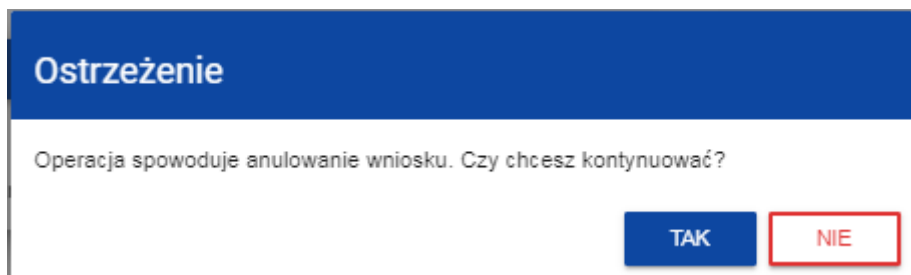 Ostrzeżenie
Operacja spowoduje anulowanie wniosku. Czy chcesz kontynuować?
TAK NIE